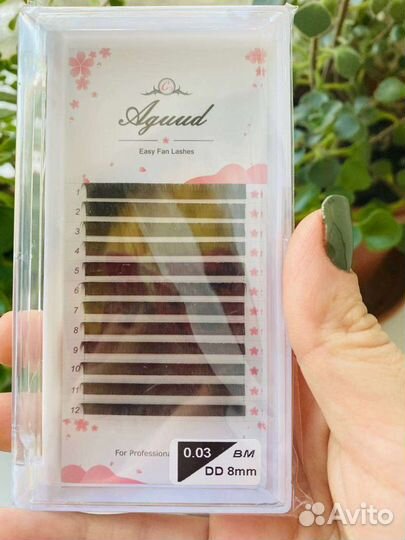 Aguud
Easy Fan Lashes
1
2
3
4
5
6
7
8
9
10
11
12
For Professional
0.03 BM
DD 8mm
Avito